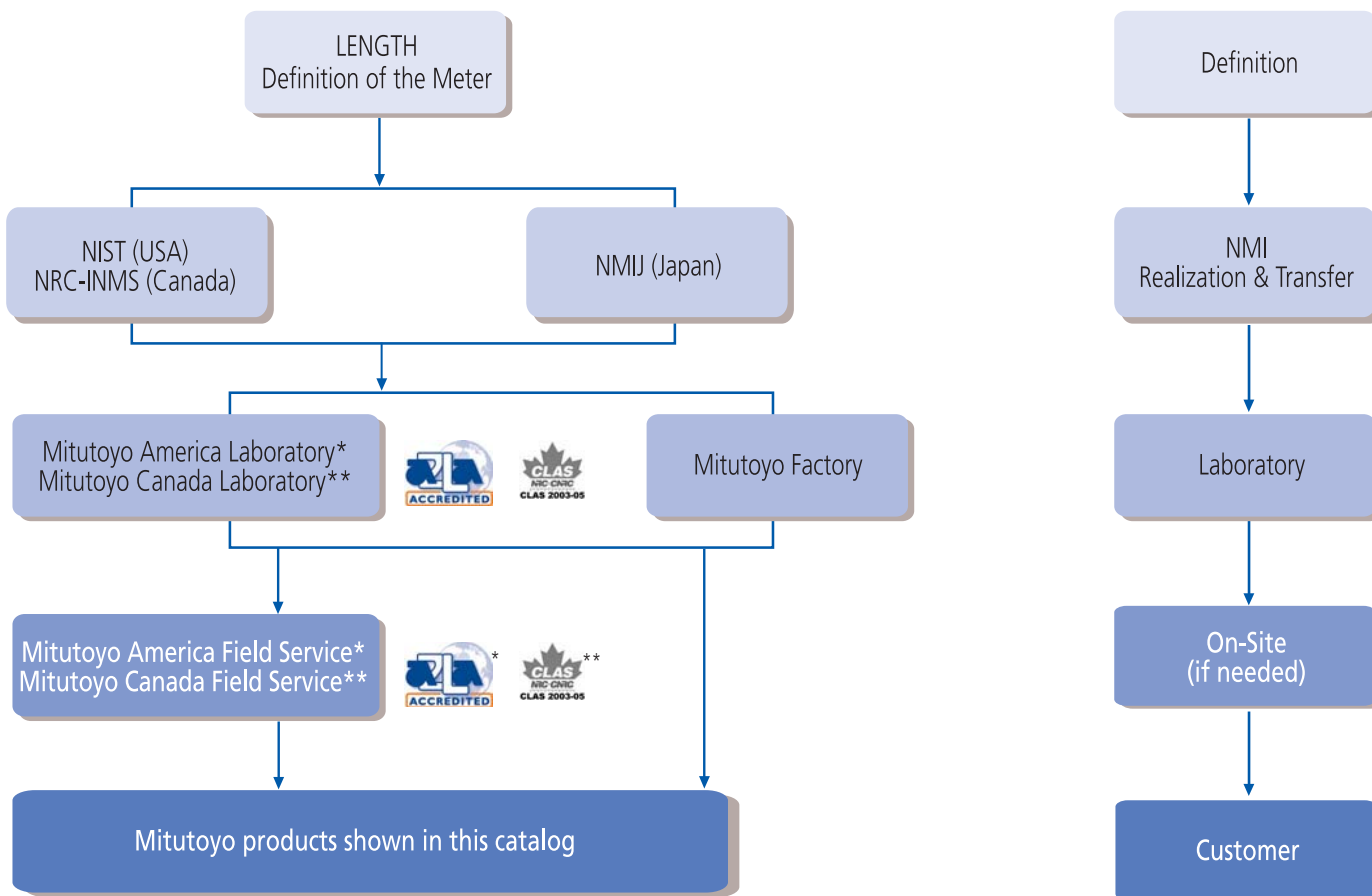 LENGTH
Definition of the Meter
Definition
NIST (USA)
NRC-INMS (Canada)
NMIJ (Japan)
NMI
Realization & Transfer
Mitutoyo America Laboratory*
Mitutoyo Canada Laboratory**
A2LA
ACCREDITED
CLAS
NRC·CNRC
CLAS 2003-05
Mitutoyo Factory
Laboratory
Mitutoyo America Field Service*
Mitutoyo Canada Field Service**
A2LA
ACCREDITED
*
CLAS
NRC·CNRC
CLAS 2003-05
**
On-Site
(if needed)
Mitutoyo products shown in this catalog
Customer